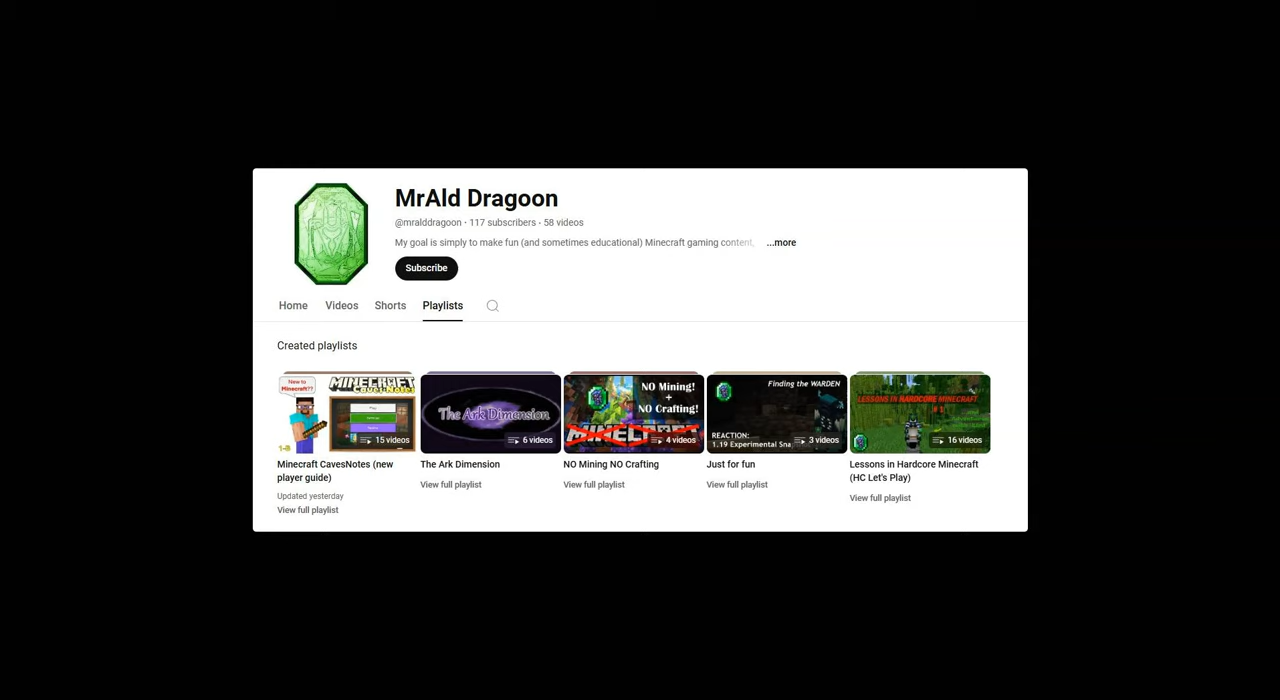 MrAld Dragoon
@mralddragoon · 117 subscribers · 58 videos
My goal is simply to make fun (and sometimes educational) Minecraft gaming content, ...more
Subscribe
Home Videos Shorts Playlists
Created playlists
New to
Minecraft??
MINECRAFT
CavesNotes
1-A
15 videos
Minecraft CavesNotes (new
player guide)
Updated yesterday
View full playlist
The Ark Dimension
6 videos
The Ark Dimension
View full playlist
NO Mining!
+
NO Crafting!
MINECRAFT
4 videos
NO Mining NO Crafting
View full playlist
Finding the WARDEN
REACTION:
1.19 Experimental Sna
3 videos
Just for fun
View full playlist
LESSONS IN HARDCORE MINECRAFT
# 1
16 videos
Lessons in Hardcore Minecraft
(HC Let's Play)
View full playlist